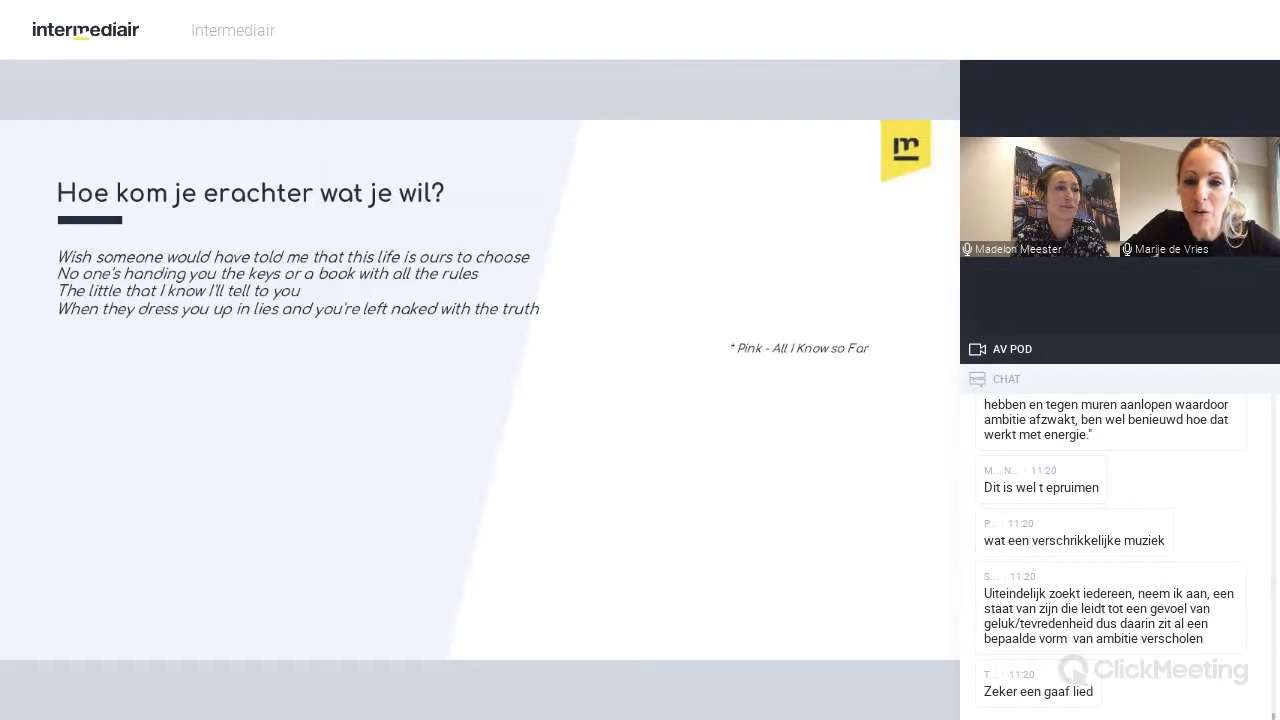 intermediair
Intermediair
m
Hoe kom je erachter wat je wil?
Wish someone would have told me that this life is ours to choose
No one's handing you the keys or a book with all the rules
The little that I know I'll tell to you
When they dress you up in lies and you're left naked with the truth
* Pink - All I Know so Far
Madelon Meester
Marije de Vries
AV POD
CHAT
hebben en tegen muren aanlopen waardoor
ambitie afzwakt, ben wel benieuwd hoe dat
werkt met energie."
M... N... 11:20
Dit is wel t epruimen
P... 11:20
wat een verschrikkelijke muziek
S... 11:20
Uiteindelijk zoekt iedereen, neem ik aan, een
staat van zijn die leidt tot een gevoel van
geluk/tevredenheid dus daarin zit al een
bepaalde vorm van ambitie verscholen
T... 11:20
Zeker een gaaf lied
ClickMeeting